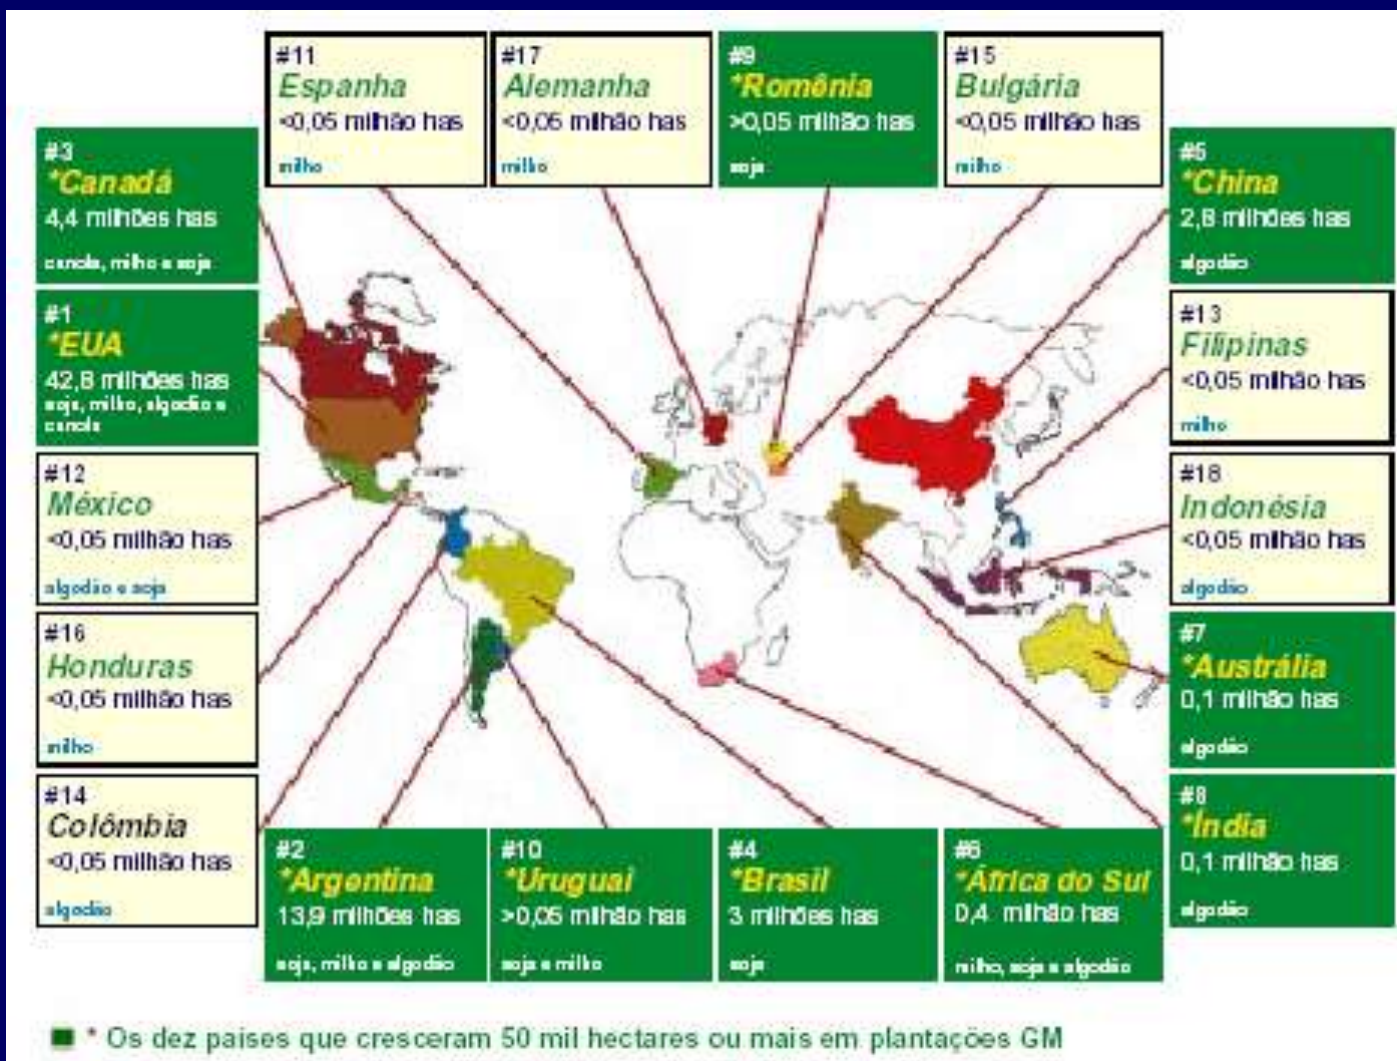 #11
Espanha
<0,05 milhão has
milho
#17
Alemanha
<0,05 milhão has
milho
#9
*Romênia
>0,05 milhão has
soja
#15
Bulgária
<0,05 milhão has
milho
#3
*Canadá
4,4 milhões has
canola, milho e soja
#1
*EUA
42,8 milhões has
soja, milho, algodão e
canola
#12
México
<0,05 milhão has
algodão e soja
#16
Honduras
<0,05 milhão has
milho
#14
Colômbia
<0,05 milhão has
algodão
#5
*China
2,8 milhões has
algodão
#13
Filipinas
<0,05 milhão has
milho
#18
Indonésia
<0,05 milhão has
algodão
#7
*Austrália
0,1 milhão has
algodão
#8
*Índia
0,1 milhão has
algodão
#2
*Argentina
13,9 milhões has
soja, milho e algodão
#10
*Uruguai
>0,05 milhão has
soja e milho
#4
*Brasil
3 milhões has
soja
#6
*África do Sul
0,4 milhão has
milho, soja e algodão
* Os dez países que cresceram 50 mil hectares ou mais em plantações GM